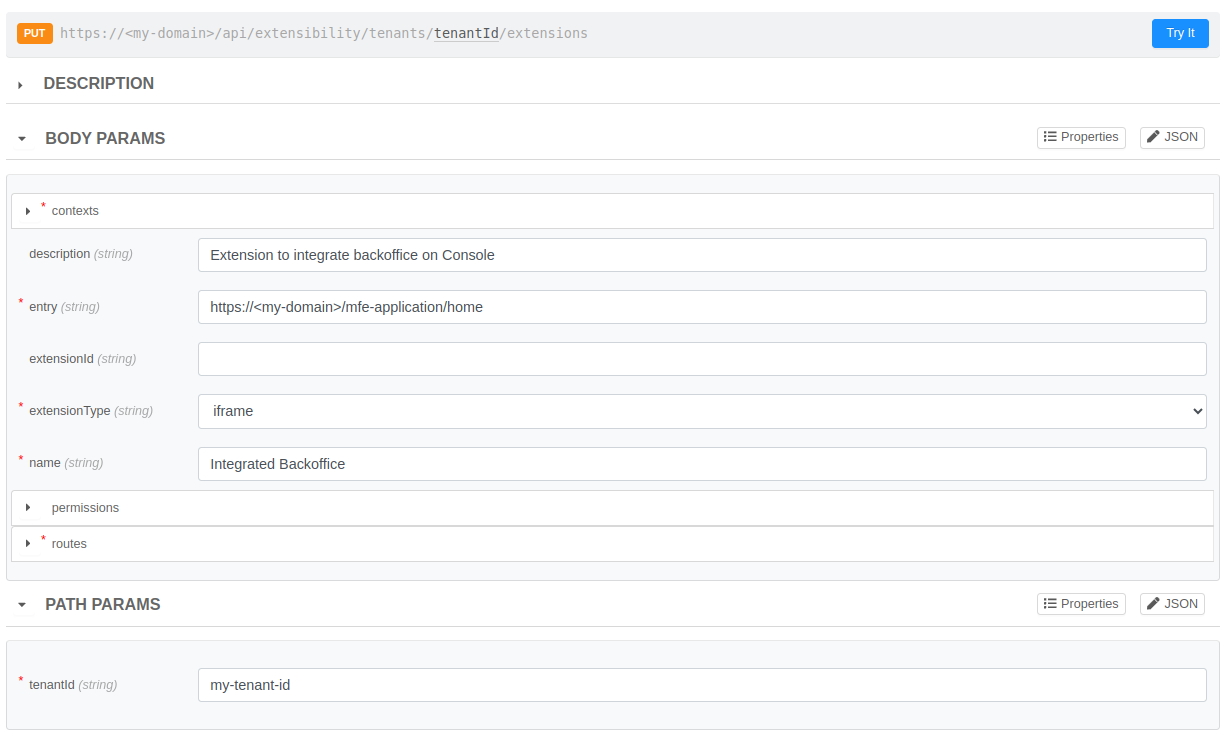 PUT https://<my-domain>/api/extensibility/tenants/tenantId/extensions Try It
DESCRIPTION
BODY PARAMS Properties JSON
* contexts
description (string) Extension to integrate backoffice on Console
* entry (string) https://<my-domain>/mfe-application/home
extensionId (string)
* extensionType (string) iframe
* name (string) Integrated Backoffice
permissions
* routes
PATH PARAMS Properties JSON
* tenantId (string) my-tenant-id